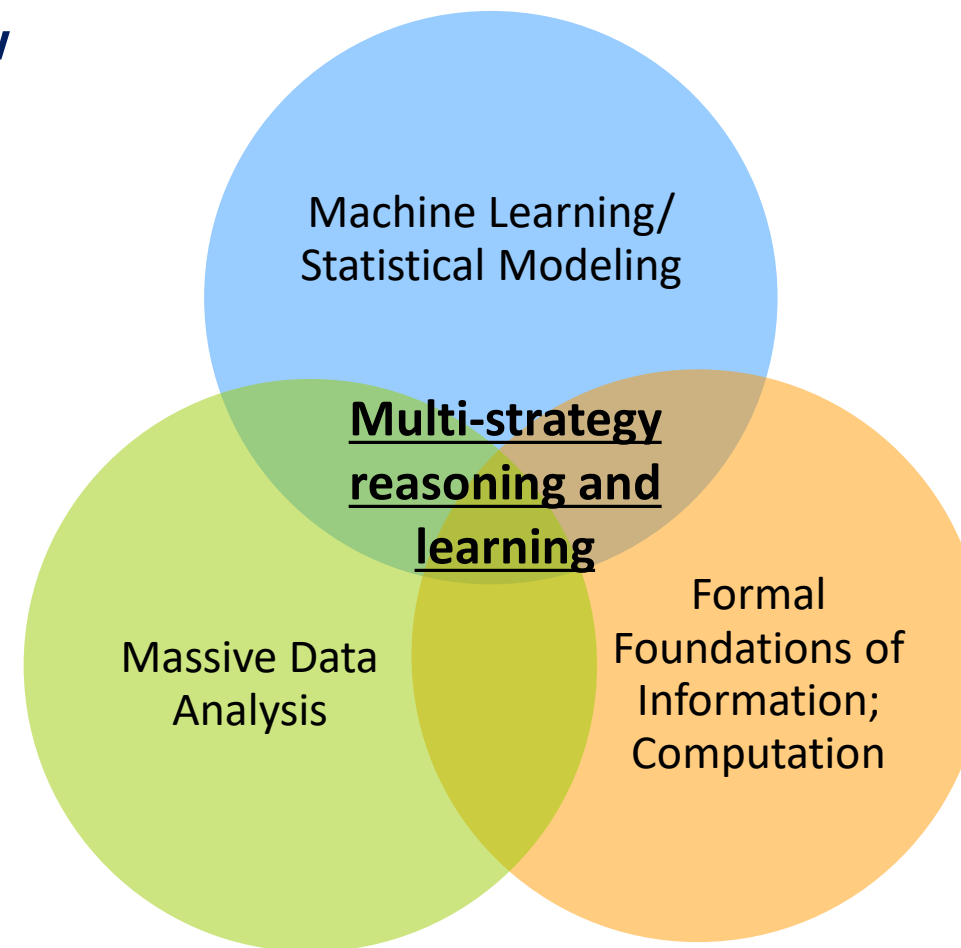 Machine Learning/
Statistical Modeling
Multi-strategy
reasoning and
learning
Massive Data
Analysis
Formal
Foundations of
Information;
Computation